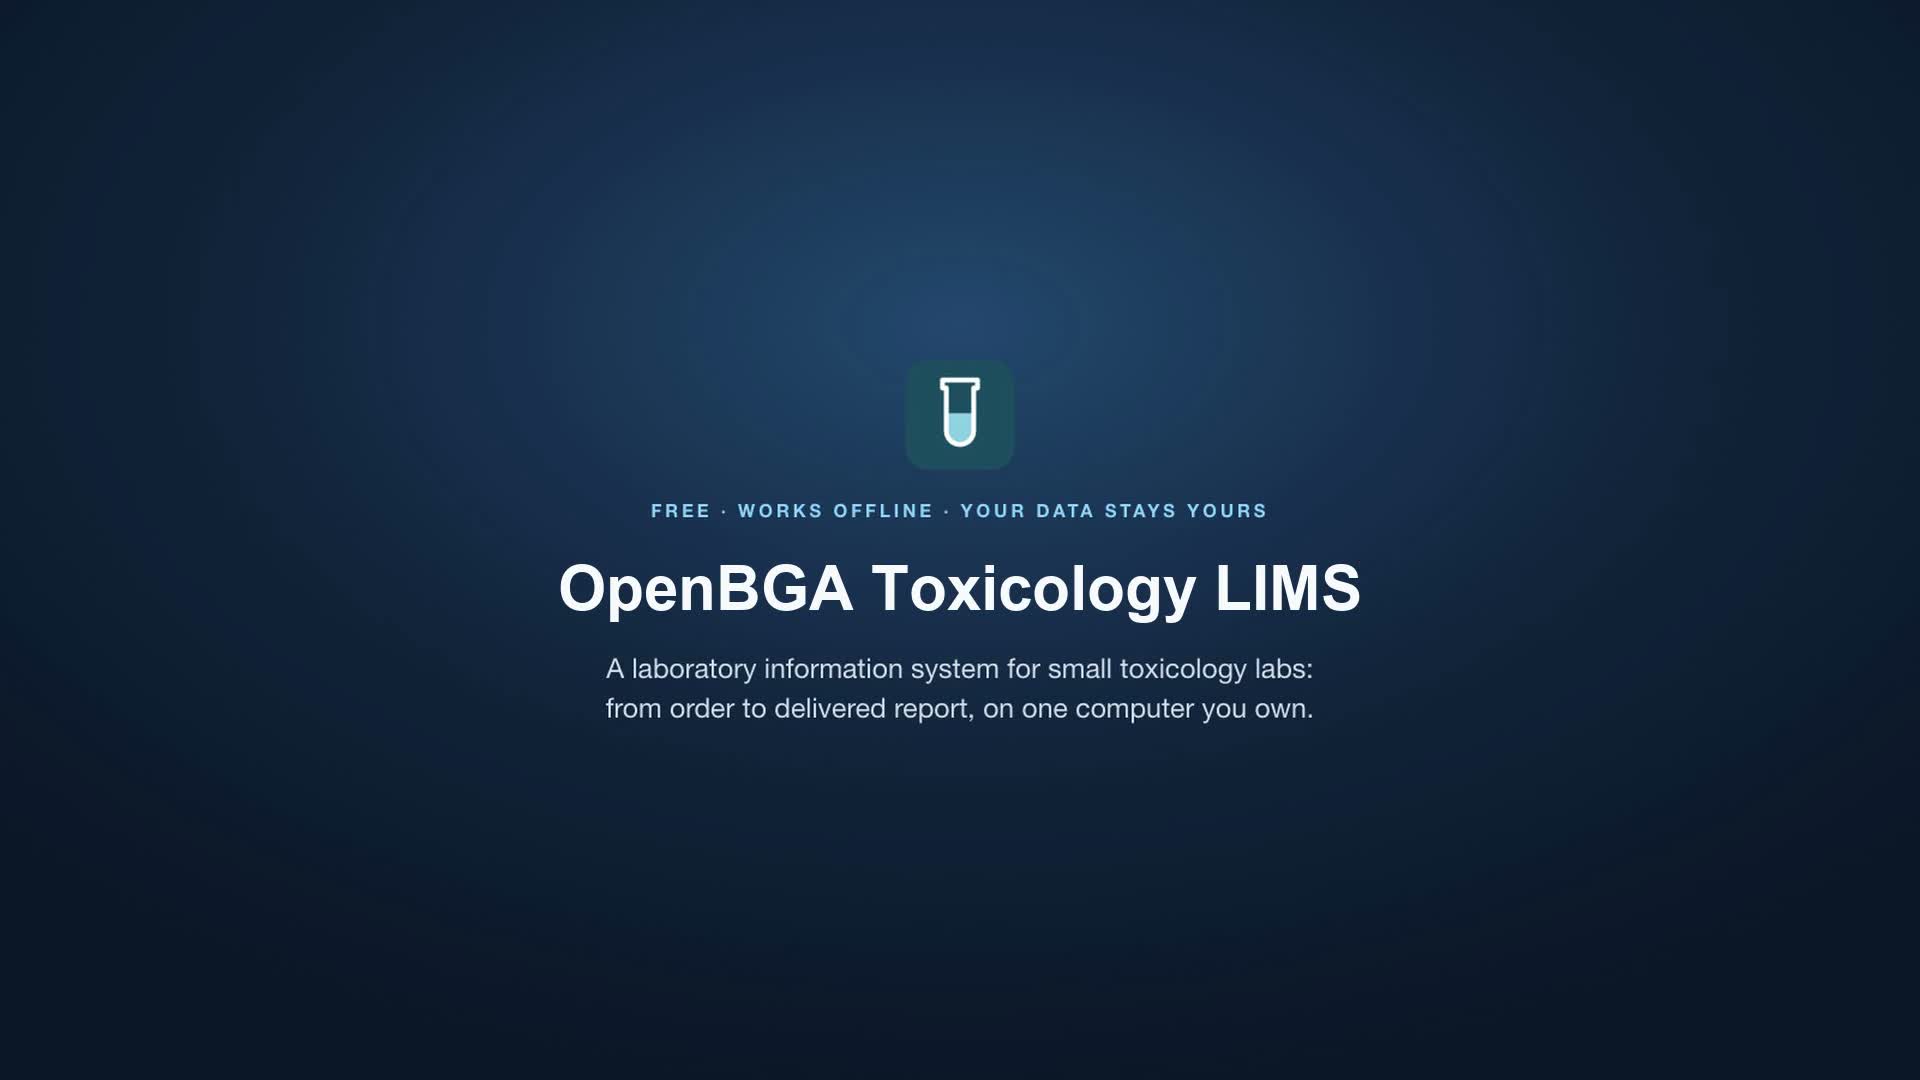 FREE · WORKS OFFLINE · YOUR DATA STAYS YOURS
OpenBGA Toxicology LIMS
A laboratory information system for small toxicology labs:
from order to delivered report, on one computer you own.